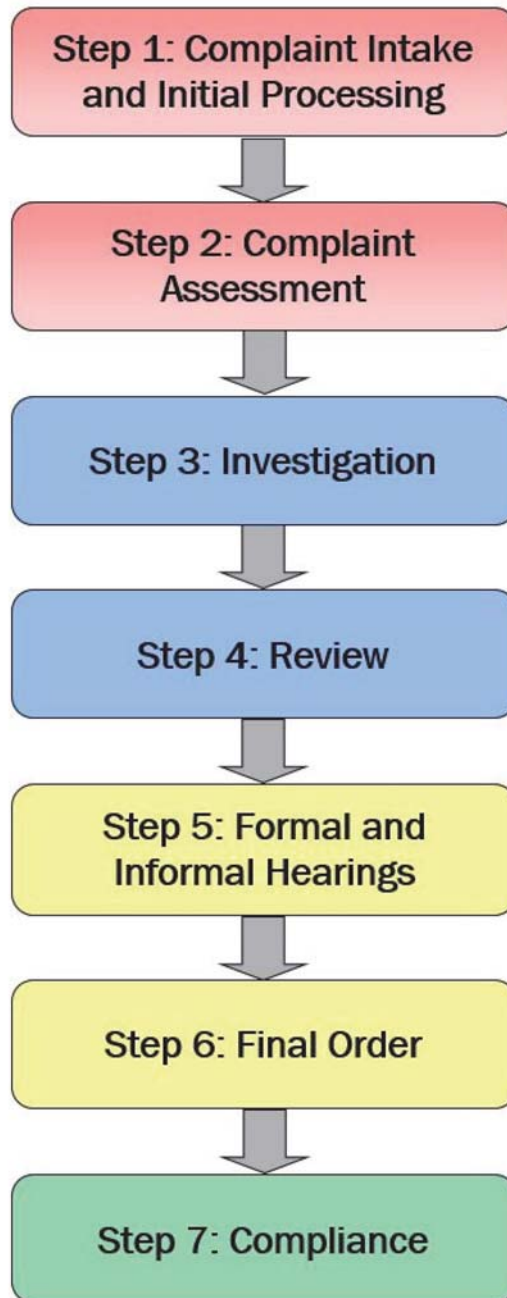 Step 1: Complaint Intake
and Initial Processing
Step 2: Complaint
Assessment
Step 3: Investigation
Step 4: Review
Step 5: Formal and
Informal Hearings
Step 6: Final Order
Step 7: Compliance